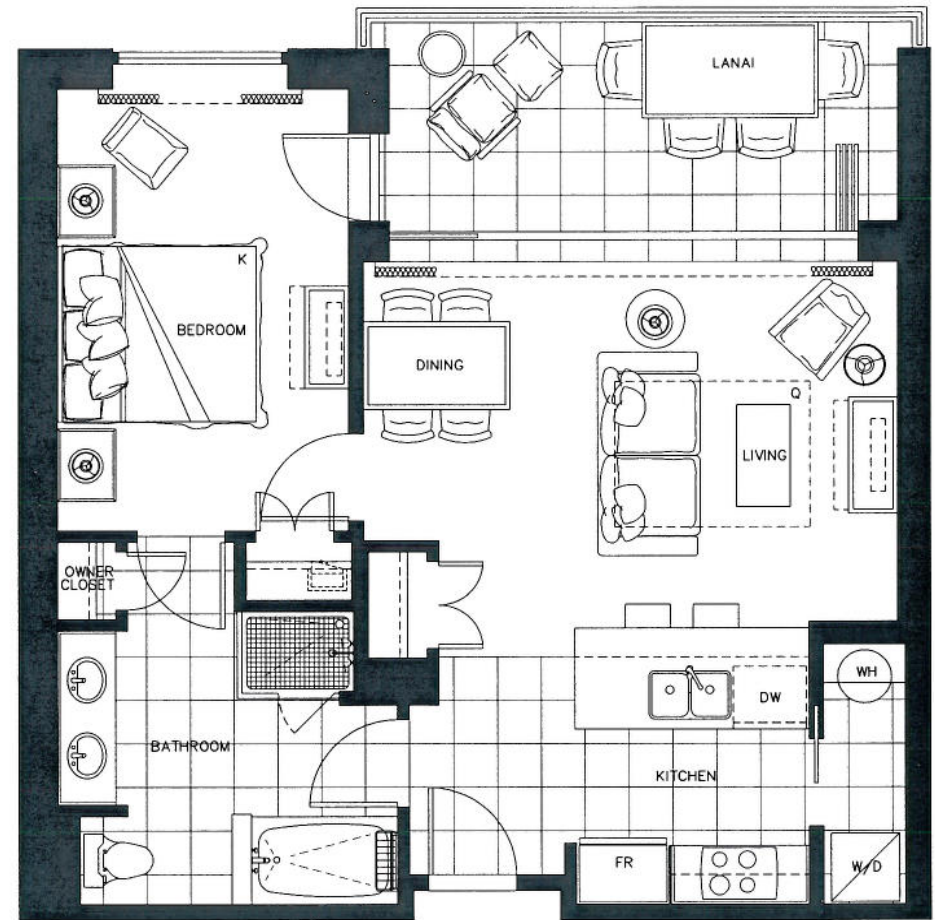 LANAI
K
BEDROOM
DINING
Q
LIVING
OWNER
CLOSET
WH
DW
BATHROOM
KITCHEN
FR
W/D